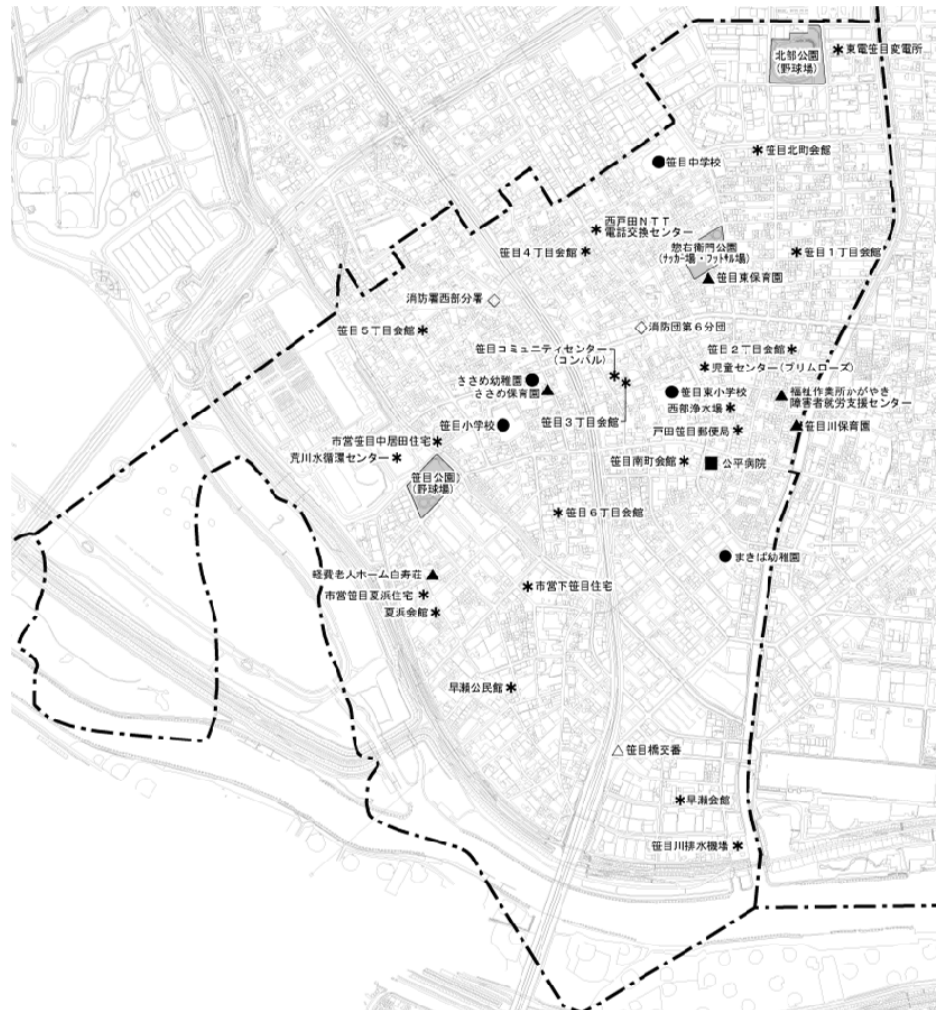 北部公園
(野球場)
東電笹目変電所
笹目北町会館
笹目中学校
西戸田ＮＴＴ
電話交換センター
惣右衛門公園
(サッカー場・フットサル場)
笹目４丁目会館
笹目１丁目会館
笹目東保育園
消防署西部分署
消防団第６分団
笹目５丁目会館
笹目コミュニティセンター
(コンパル)
笹目２丁目会館
児童センター(プリムローズ)
ささめ幼稚園
ささめ保育園
笹目東小学校
福祉作業所かがやき
障害者就労支援センター
西部浄水場
笹目小学校
笹目３丁目会館
戸田笹目郵便局
笹目川保育園
市営笹目中居田住宅
荒川水循環センター
笹目公園
(野球場)
笹目南町会館
公平病院
笹目６丁目会館
まきば幼稚園
経費老人ホーム白寿荘
市営笹目夏浜住宅
市営下笹目住宅
夏浜会館
早瀬公民館
笹目橋交番
早瀬会館
笹目川排水機場